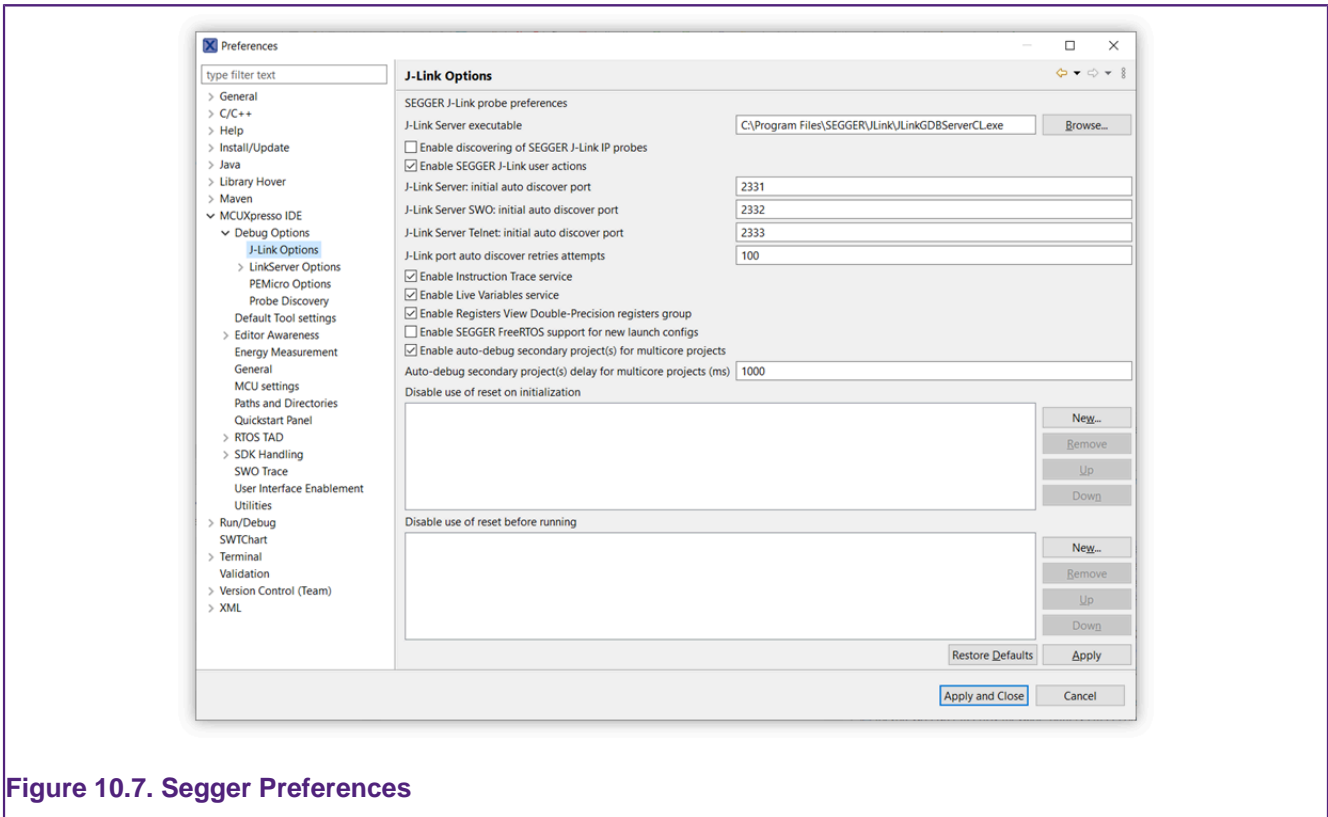 Preferences
type filter text
General
C/C++
Help
Install/Update
Java
Library Hover
Maven
MCUXpresso IDE
Debug Options
J-Link Options
LinkServer Options
PEMicro Options
Probe Discovery
Default Tool settings
Editor Awareness
Energy Measurement
General
MCU settings
Paths and Directories
Quickstart Panel
RTOS TAD
SDK Handling
SWO Trace
User Interface Enablement
Utilities
Run/Debug
SWTChart
Terminal
Validation
Version Control (Team)
XML
J-Link Options
SEGGER J-Link probe preferences
J-Link Server executable C:\Program Files\SEGGER\JLink\JLinkGDBServerCL.exe Browse...
Enable discovering of SEGGER J-Link IP probes
Enable SEGGER J-Link user actions
J-Link Server: initial auto discover port 2331
J-Link Server SWO: initial auto discover port 2332
J-Link Server Telnet: initial auto discover port 2333
J-Link port auto discover retries attempts 100
Enable Instruction Trace service
Enable Live Variables service
Enable Registers View Double-Precision registers group
Enable SEGGER FreeRTOS support for new launch configs
Enable auto-debug secondary project(s) for multicore projects
Auto-debug secondary project(s) delay for multicore projects (ms) 1000
Disable use of reset on initialization
New...
Remove
Up
Down
Disable use of reset before running
New...
Remove
Up
Down
Restore Defaults Apply
Apply and Close Cancel
Figure 10.7. Segger Preferences